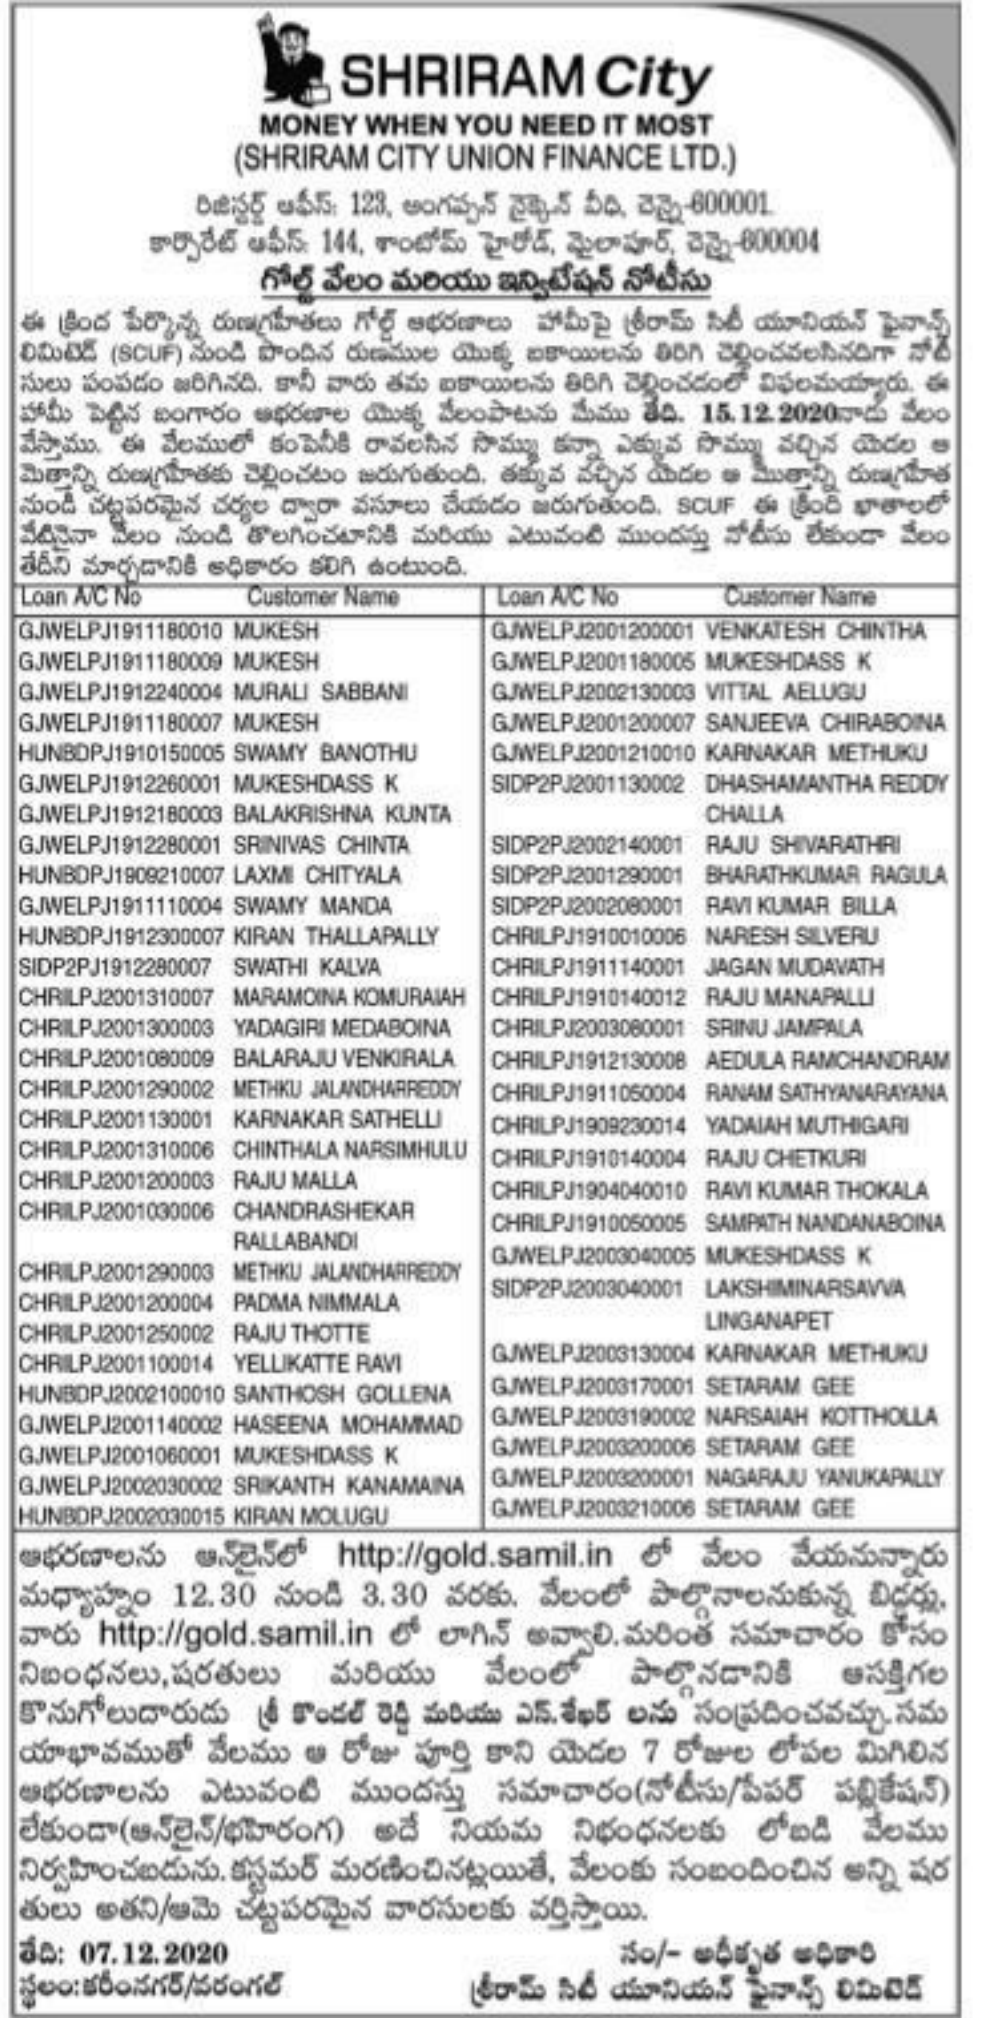 SHRIRAM City
MONEY WHEN YOU NEED IT MOST
(SHRIRAM CITY UNION FINANCE LTD.)
రిజిస్టర్డ్ ఆఫీస్: 123, అంగప్పన్ నైక్కెన్ వీధి, చెన్నై-600001.
కార్పొరేట్ ఆఫీస్: 144, శాంటోమ్ హైరోడ్, మైలాపూర్, చెన్నై-600004
గోల్డ్ వేలం మరియు ఇన్విటేషన్ నోటీసు
ఈ క్రింద పేర్కొన్న రుణగ్రహీతలు గోల్డ్ ఆభరణాలు హామీపై శ్రీరామ్ సిటీ యూనియన్ ఫైనాన్స్
లిమిటెడ్ (SCUF) నుండి పొందిన రుణముల యొక్క బకాయిలను తిరిగి చెల్లించవలసినదిగా నోటీ
సులు పంపడం జరిగినది. కానీ వారు తమ బకాయిలను తిరిగి చెల్లించడంలో విఫలమయ్యారు. ఈ
హామీ పెట్టిన బంగారం ఆభరణాల యొక్క వేలంపాటను మేము తేది. 15.12.2020నాడు వేలం
వేస్తాము. ఈ వేలములో కంపెనీకి రావలసిన సొమ్ము కన్నా ఎక్కువ సొమ్ము వచ్చిన యెడల ఆ
మెత్తాన్ని రుణగ్రహీతకు చెల్లించటం జరుగుతుంది. తక్కువ వచ్చిన యెడల ఆ మొత్తాన్ని రుణగ్రహీత
నుండి చట్టపరమైన చర్యల ద్వారా వసూలు చేయడం జరుగుతుంది. SCUF ఈ క్రింది ఖాతాలలో
వేటినైనా వేలం నుండి తొలగించటానికి మరియు ఎటువంటి ముందస్తు నోటీసు లేకుండా వేలం
తేదీని మార్చడానికి అధికారం కలిగి ఉంటుంది.
Loan A/C No Customer Name
GJWELPJ1911180010 MUKESH
GJWELPJ1911180009 MUKESH
GJWELPJ1912240004 MURALI SABBANI
GJWELPJ1911180007 MUKESH
HUNBDPJ1910150005 SWAMY BANOTHU
GJWELPJ1912260001 MUKESHDASS K
GJWELPJ1912180003 BALAKRISHNA KUNTA
GJWELPJ1912280001 SRINIVAS CHINTA
HUNBDPJ1909210007 LAXMI CHITYALA
GJWELPJ1911110004 SWAMY MANDA
HUNBDPJ1912300007 KIRAN THALLAPALLY
SIDP2PJ1912280007 SWATHI KALVA
CHRILPJ2001310007 MARAMOINA KOMURAIAH
CHRILPJ2001300003 YADAGIRI MEDABOINA
CHRILPJ2001080009 BALARAJU VENKIRALA
CHRILPJ2001290002 METHKU JALANDHARREDDY
CHRILPJ2001130001 KARNAKAR SATHELLI
CHRILPJ2001310006 CHINTHALA NARSIMHULU
CHRILPJ2001200003 RAJU MALLA
CHRILPJ2001030006 CHANDRASHEKAR
RALLABANDI
CHRILPJ2001290003 METHKU JALANDHARREDDY
CHRILPJ2001200004 PADMA NIMMALA
CHRILPJ2001250002 RAJU THOTTE
CHRILPJ2001100014 YELLIKATTE RAVI
HUNBDPJ2002100010 SANTHOSH GOLLENA
GJWELPJ2001140002 HASEENA MOHAMMAD
GJWELPJ2001060001 MUKESHDASS K
GJWELPJ2002030002 SRIKANTH KANAMAINA
HUNBDPJ2002030015 KIRAN MOLUGU
Loan A/C No Customer Name
GJWELPJ2001200001 VENKATESH CHINTHA
GJWELPJ2001180005 MUKESHDASS K
GJWELPJ2002130003 VITTAL AELUGU
GJWELPJ2001200007 SANJEEVA CHIRABOINA
GJWELPJ2001210010 KARNAKAR METHUKU
SIDP2PJ2001130002 DHASHAMANTHA REDDY
CHALLA
SIDP2PJ2002140001 RAJU SHIVARATHRI
SIDP2PJ2001290001 BHARATHKUMAR RAGULA
SIDP2PJ2002080001 RAVI KUMAR BILLA
CHRILPJ1910010006 NARESH SILVERU
CHRILPJ1911140001 JAGAN MUDAVATH
CHRILPJ1910140012 RAJU MANAPALLI
CHRILPJ2003080001 SRINU JAMPALA
CHRILPJ1912130008 AEDULA RAMCHANDRAM
CHRILPJ1911050004 RANAM SATHYANARAYANA
CHRILPJ1909230014 YADAIAH MUTHIGARI
CHRILPJ1910140004 RAJU CHETKURI
CHRILPJ1904040010 RAVI KUMAR THOKALA
CHRILPJ1910050005 SAMPATH NANDANABOINA
GJWELPJ2003040005 MUKESHDASS K
SIDP2PJ2003040001 LAKSHIMINARSAVVA
LINGANAPET
GJWELPJ2003130004 KARNAKAR METHUKU
GJWELPJ2003170001 SETARAM GEE
GJWELPJ2003190002 NARSAIAH KOTTHOLLA
GJWELPJ2003200006 SETARAM GEE
GJWELPJ2003200001 NAGARAJU YANUKAPALLY
GJWELPJ2003210006 SETARAM GEE
ఆభరణాలను ఆన్‌లైన్‌లో http://gold.samil.in లో వేలం వేయనున్నారు
మధ్యాహ్నం 12.30 నుండి 3.30 వరకు. వేలంలో పాల్గొనాలనుకున్న బిడ్డర్లు,
వారు http://gold.samil.in లో లాగిన్ అవ్వాలి.మరింత సమాచారం కోసం
నిబంధనలు,షరతులు మరియు వేలంలో పాల్గొనడానికి ఆసక్తిగల
కొనుగోలుదారుడు శ్రీ కొండల్ రెడ్డి మరియు ఎన్.శేఖర్ లను సంప్రదించవచ్చు.సమ
యాభావముతో వేలము ఆ రోజు పూర్తి కాని యెడల 7 రోజుల లోపల మిగిలిన
ఆభరణాలను ఎటువంటి ముందస్తు సమాచారం(నోటీసు/పేపర్ పబ్లికేషన్)
లేకుండా(ఆన్‌లైన్/భహిరంగ) అదే నియమ నిభంధనలకు లోబడి వేలము
నిర్వహించబడును.కస్టమర్ మరణించినట్లయితే, వేలంకు సంబందించిన అన్ని షర
తులు అతని/ఆమె చట్టపరమైన వారసులకు వర్తిస్తాయి.
తేది: 07.12.2020
స్థలం:కరీంనగర్/వరంగల్
సం/- అధీకృత అధికారి
శ్రీరామ్ సిటీ యూనియన్ ఫైనాన్స్ లిమిటెడ్